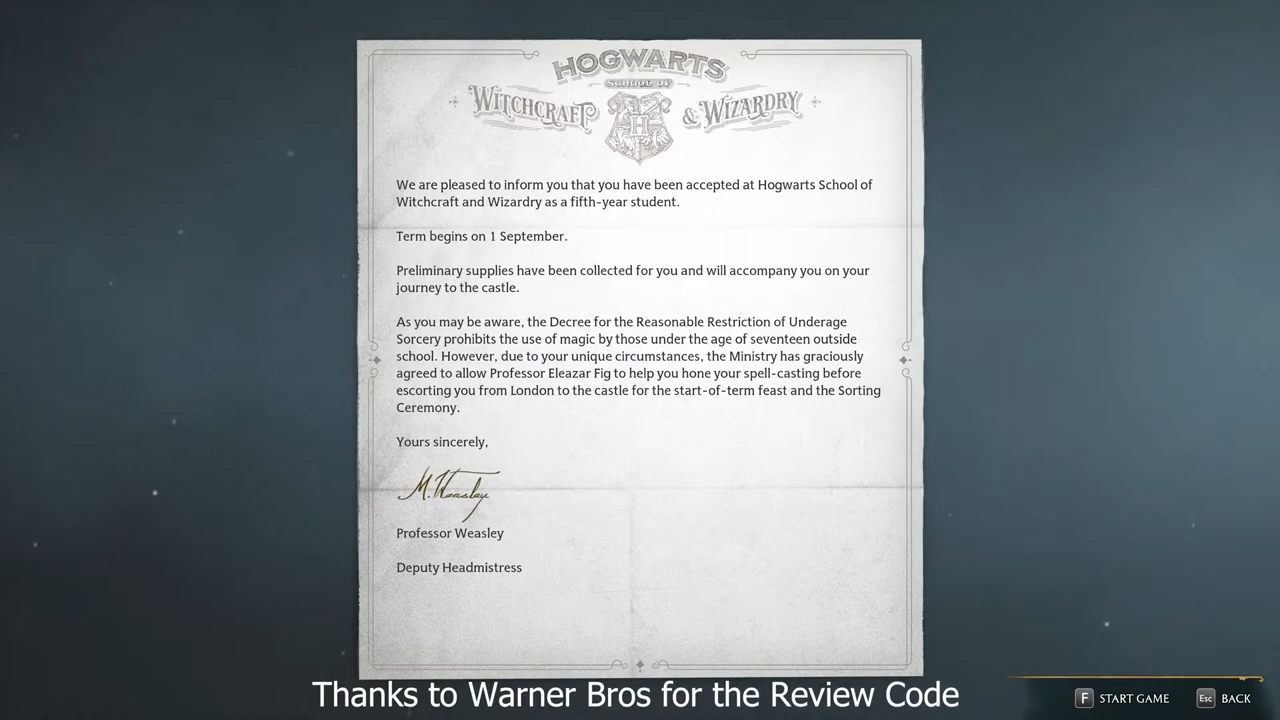 HOGWARTS
SCHOOL OF
WITCHCRAFT & WIZARDRY
H
We are pleased to inform you that you have been accepted at Hogwarts School of
Witchcraft and Wizardry as a fifth-year student.
Term begins on 1 September.
Preliminary supplies have been collected for you and will accompany you on your
journey to the castle.
As you may be aware, the Decree for the Reasonable Restriction of Underage
Sorcery prohibits the use of magic by those under the age of seventeen outside
school. However, due to your unique circumstances, the Ministry has graciously
agreed to allow Professor Eleazar Fig to help you hone your spell-casting before
escorting you from London to the castle for the start-of-term feast and the Sorting
Ceremony.
Yours sincerely,
M. Weasley
Professor Weasley
Deputy Headmistress
Thanks to Warner Bros for the Review Code
F START GAME Esc BACK